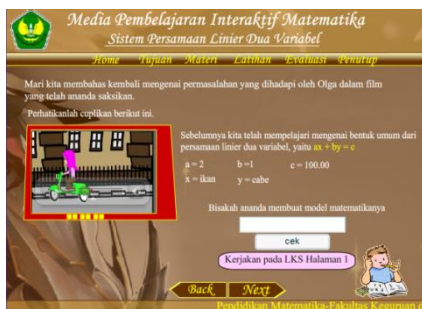 Media Pembelajaran Interaktif Matematika
Sistem Persamaan Linier Dua Variabel
Home Tujuan Materi Latihan Evaluasi Penutup
Mari kita membahas kembali mengenai permasalahan yang dihadapi oleh Olga dalam film
yang telah ananda saksikan.
Perhatikanlah cuplikan berikut ini.
Sebelumnya kita telah mempelajari mengenai bentuk umum dari
persamaan linier dua variabel, yaitu ax + by = c
a = 2 b =1 c = 100.00
x = ikan y = cabe
Bisakah ananda membuat model matematikanya
cek
Kerjakan pada LKS Halaman 1
Back Next
Pendidikan Matematika-Fakultas Keguruan d